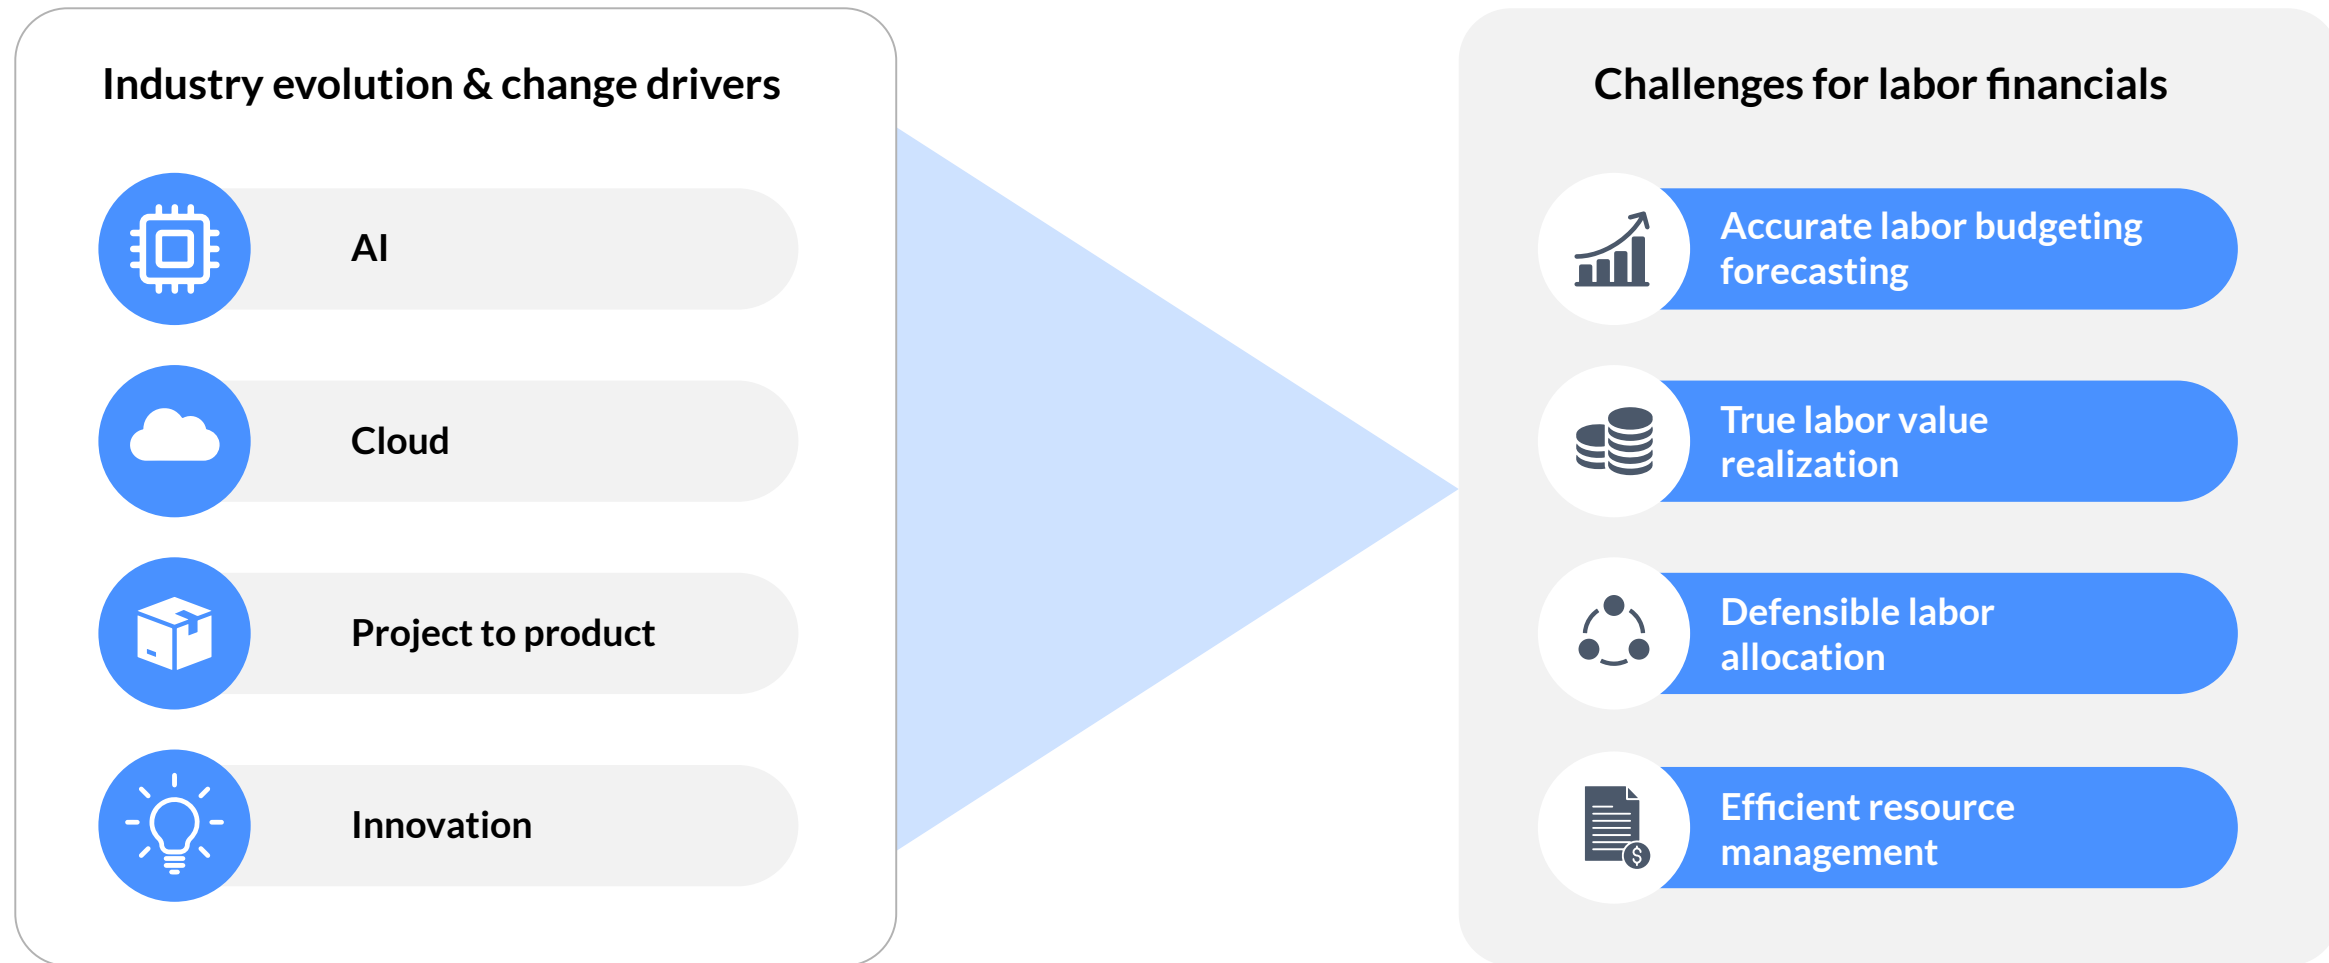 Industry evolution & change drivers
AI
Cloud
Project to product
Innovation
Challenges for labor financials
Accurate labor budgeting
forecasting
True labor value
realization
Defensible labor
allocation
Efficient resource
management
$